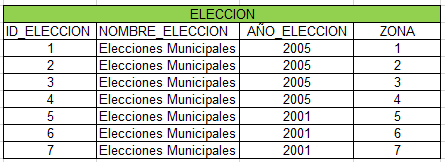 ELECCION
ID_ELECCION NOMBRE_ELECCION AÑO_ELECCION ZONA
1 Elecciones Municipales 2005 1
2 Elecciones Municipales 2005 2
3 Elecciones Municipales 2005 3
4 Elecciones Municipales 2005 4
5 Elecciones Municipales 2001 5
6 Elecciones Municipales 2001 6
7 Elecciones Municipales 2001 7